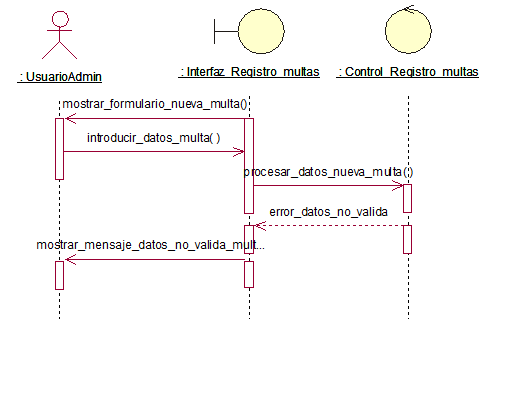 : UsuarioAdmin
: Interfaz_Registro_multas
: Control_Registro_multas
mostrar_formulario_nueva_multa()
introducir_datos_multa( )
procesar_datos_nueva_multa( )
error_datos_no_valida
mostrar_mensaje_datos_no_valida_mult...